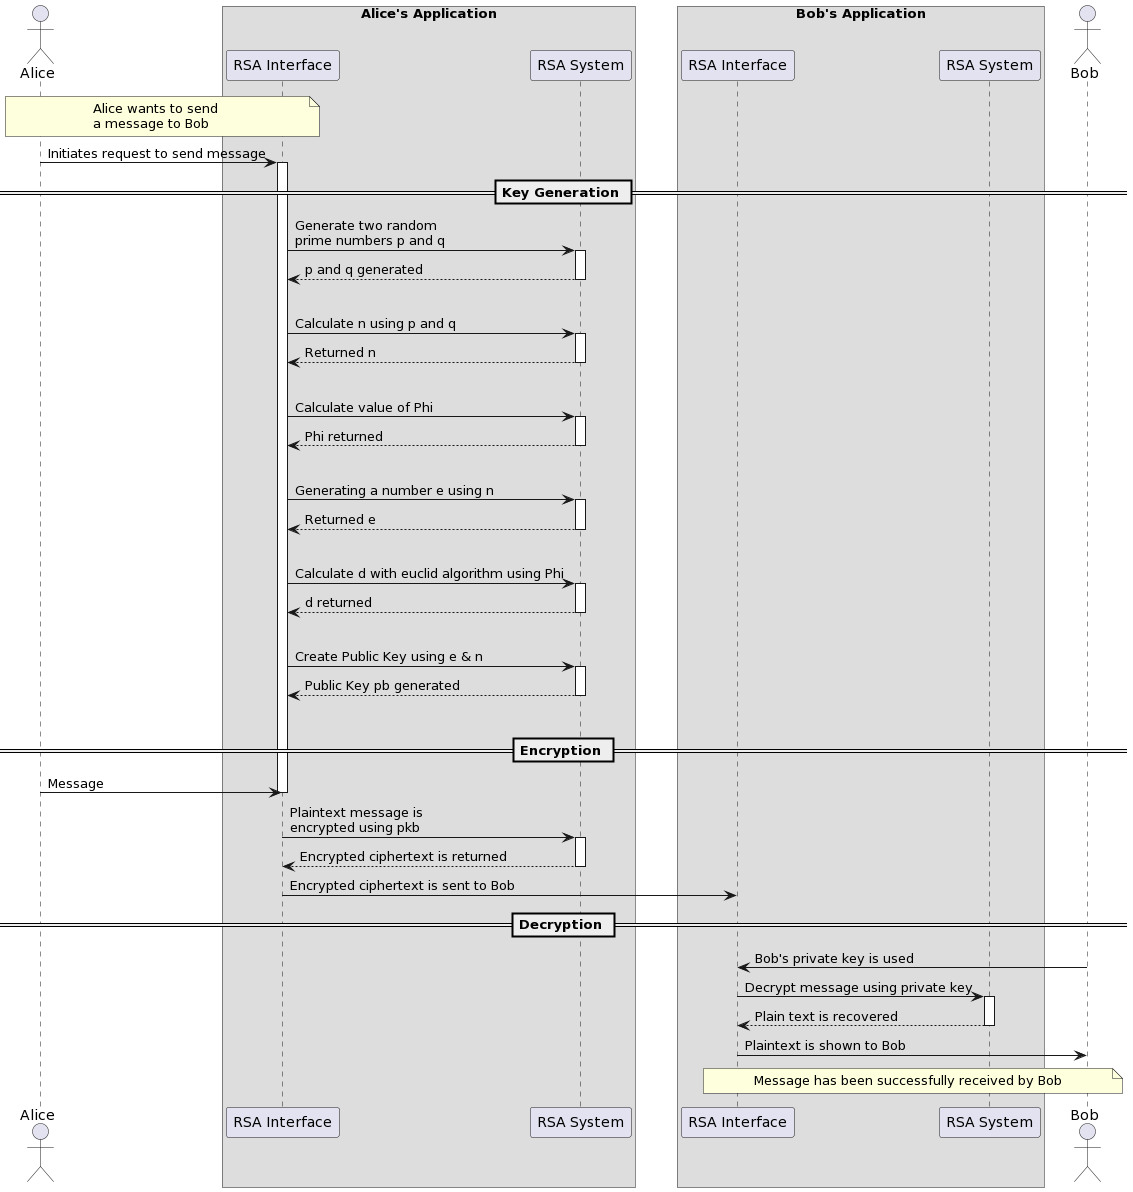 Alice's Application
Bob's Application
Alice
RSA Interface
RSA System
RSA Interface
RSA System
Bob
Alice wants to send
a message to Bob
Initiates request to send message
Key Generation
Generate two random
prime numbers p and q
p and q generated
Calculate n using p and q
Returned n
Calculate value of Phi
Phi returned
Generating a number e using n
Returned e
Calculate d with euclid algorithm using Phi
d returned
Create Public Key using e & n
Public Key pb generated
Encryption
Message
Plaintext message is
encrypted using pkb
Encrypted ciphertext is returned
Encrypted ciphertext is sent to Bob
Decryption
Bob's private key is used
Decrypt message using private key
Plain text is recovered
Plaintext is shown to Bob
Message has been successfully received by Bob
Alice
RSA Interface
RSA System
RSA Interface
RSA System
Bob